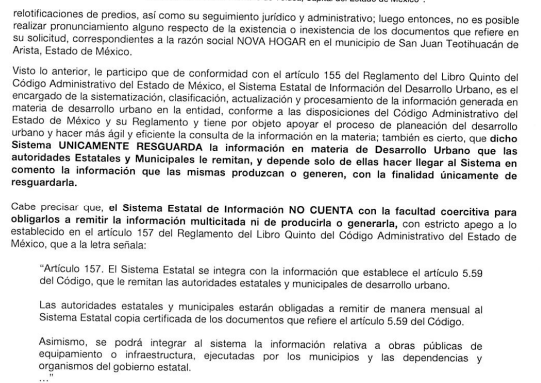 relotificaciones de predios, así como su seguimiento jurídico y administrativo; luego entonces, no es posible
realizar pronunciamiento alguno respecto de la existencia o inexistencia de los documentos que refiere en
su solicitud, correspondientes a la razón social NOVA HOGAR en el municipio de San Juan Teotihuacán de
Arista, Estado de México.
Visto lo anterior, le participo que de conformidad con el artículo 155 del Reglamento del Libro Quinto del
Código Administrativo del Estado de México, el Sistema Estatal de Información del Desarrollo Urbano, es el
encargado de la sistematización, clasificación, actualización y procesamiento de la información generada en
materia de desarrollo urbano en la entidad, conforme a las disposiciones del Código Administrativo del
Estado de México y su Reglamento y tiene por objeto apoyar el proceso de planeación del desarrollo
urbano y hacer más ágil y eficiente la consulta de la información en la materia; también es cierto, que dicho
Sistema UNICAMENTE RESGUARDA la información en materia de Desarrollo Urbano que las
autoridades Estatales y Municipales le remitan, y depende solo de ellas hacer llegar al Sistema en
comento la información que las mismas produzcan o generen, con la finalidad únicamente de
resguardarla.
Cabe precisar que, el Sistema Estatal de Información NO CUENTA con la facultad coercitiva para
obligarlos a remitir la información multicitada ni de producirla o generarla, con estricto apego a lo
establecido en el artículo 157 del Reglamento del Libro Quinto del Código Administrativo del Estado de
México, que a la letra señala:
"Artículo 157. El Sistema Estatal se integra con la información que establece el artículo 5.59
del Código, que le remitan las autoridades estatales y municipales de desarrollo urbano.
Las autoridades estatales y municipales estarán obligadas a remitir de manera mensual al
Sistema Estatal copia certificada de los documentos que refiere el artículo 5.59 del Código.
Asimismo, se podrá integrar al sistema la información relativa a obras públicas de
equipamiento o infraestructura, ejecutadas por los municipios y las dependencias y
organismos del gobierno estatal.
..."